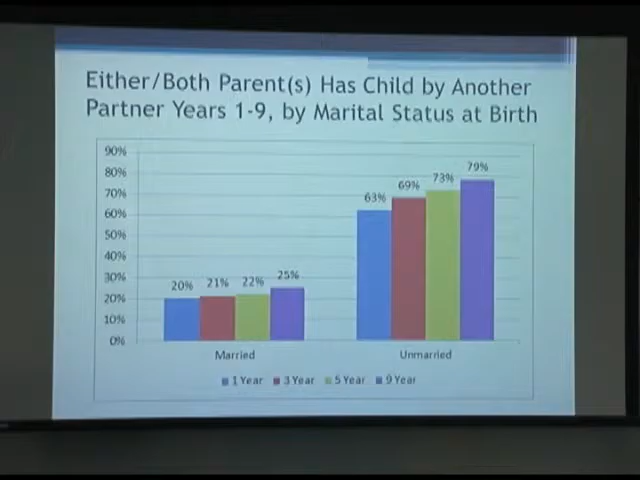 Either/Both Parent(s) Has Child by Another
Partner Years 1-9, by Marital Status at Birth
90%
80%
70%
60%
50%
40%
30%
20%
10%
0%
20% 21% 22% 25%
63% 69% 73% 79%
Married Unmarried
1 Year 3 Year 5 Year 9 Year